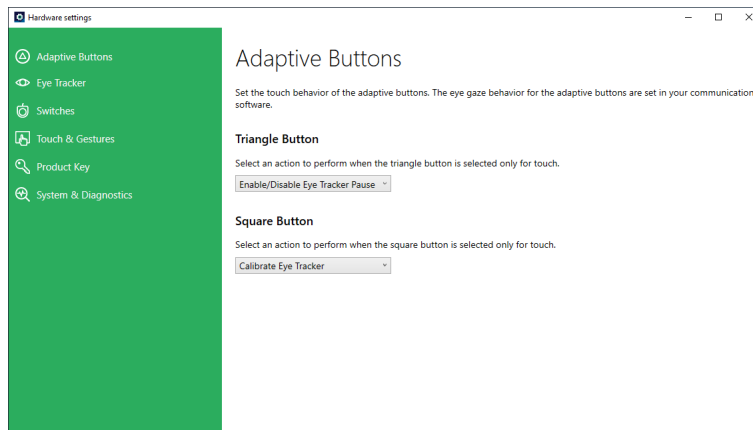 Hardware settings
Adaptive Buttons
Eye Tracker
Switches
Touch & Gestures
Product Key
System & Diagnostics
Adaptive Buttons
Set the touch behavior of the adaptive buttons. The eye gaze behavior for the adaptive buttons are set in your communication
software.
Triangle Button
Select an action to perform when the triangle button is selected only for touch.
Enable/Disable Eye Tracker Pause
Square Button
Select an action to perform when the square button is selected only for touch.
Calibrate Eye Tracker